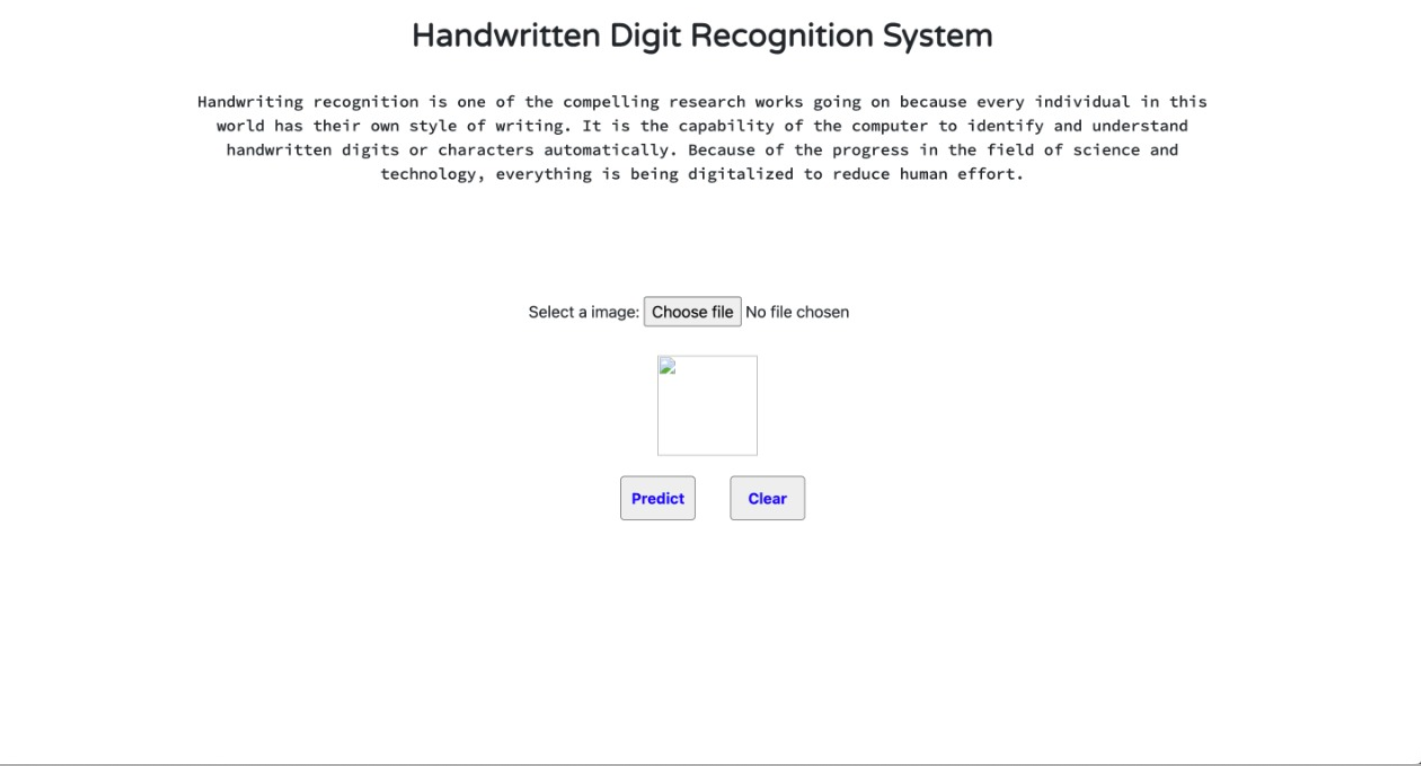 Handwritten Digit Recognition System
Handwriting recognition is one of the compelling research works going on because every individual in this
world has their own style of writing. It is the capability of the computer to identify and understand
handwritten digits or characters automatically. Because of the progress in the field of science and
technology, everything is being digitalized to reduce human effort.
Select a image: Choose file No file chosen
Predict Clear